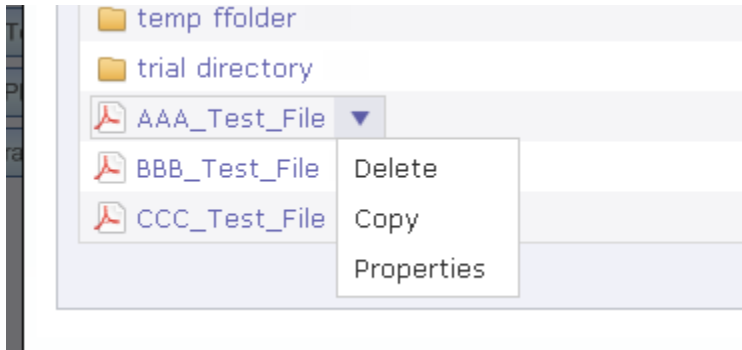 temp ffolder
trial directory
AAA_Test_File
BBB_Test_File
CCC_Test_File
Delete
Copy
Properties